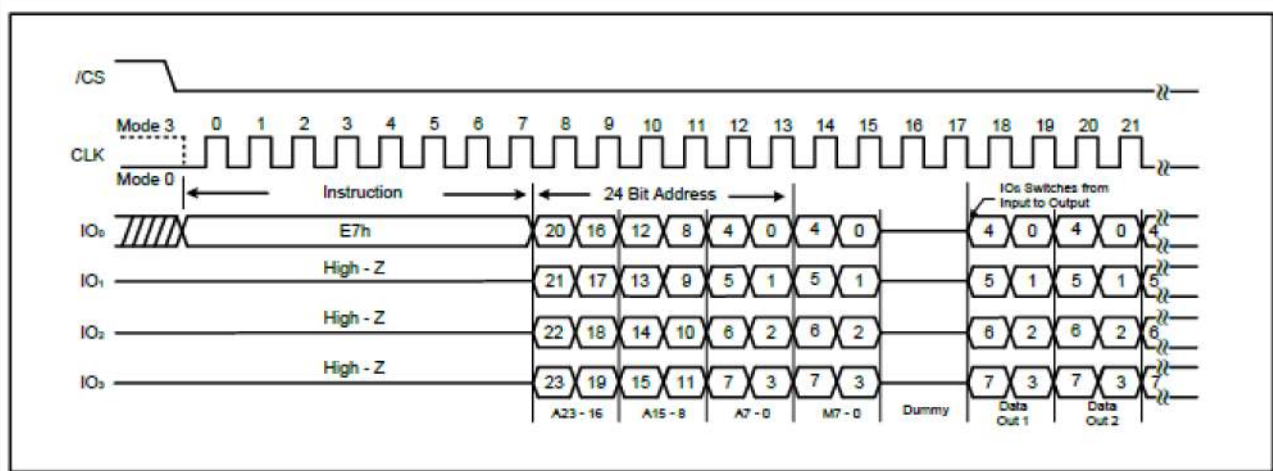 /CS
Mode 3 0 1 2 3 4 5 6 7 8 9 10 11 12 13 14 15 16 17 18 19 20 21
CLK
Mode 0
Instruction 24 Bit Address IOs Switches from
Input to Output
IO₀ E7h 20 16 12 8 4 0 4 0 4 0 4 0 4
High - Z
IO₁ 21 17 13 9 5 1 5 1 5 1 5 1 5
High - Z
IO₂ 22 18 14 10 6 2 6 2 6 2 6 2 6
High - Z
IO₃ 23 19 15 11 7 3 7 3 7 3 7 3 7
A23 - 16 A15 - 8 A7 - 0 M7 - 0 Dummy Data Data
Out 1 Out 2